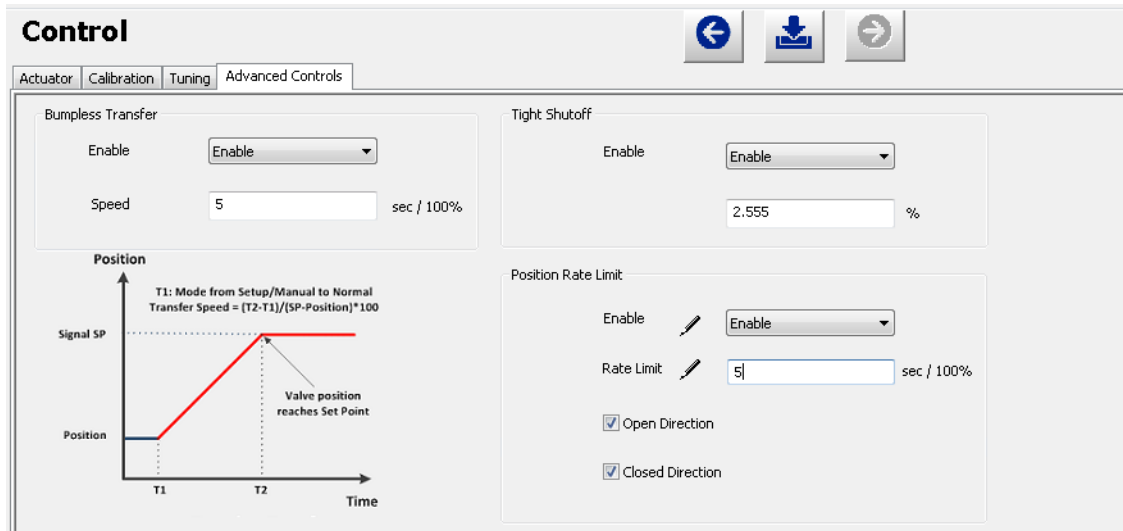 Control
Actuator Calibration Tuning Advanced Controls
Bumpless Transfer
Enable Enable
Speed 5 sec / 100%
Position
T1: Mode from Setup/Manual to Normal
Transfer Speed = (T2-T1)/(SP-Position)*100
Signal SP
Valve position
reaches Set Point
Position
T1 T2
Time
Tight Shutoff
Enable Enable
2.555 %
Position Rate Limit
Enable Enable
Rate Limit 5 sec / 100%
Open Direction
Closed Direction